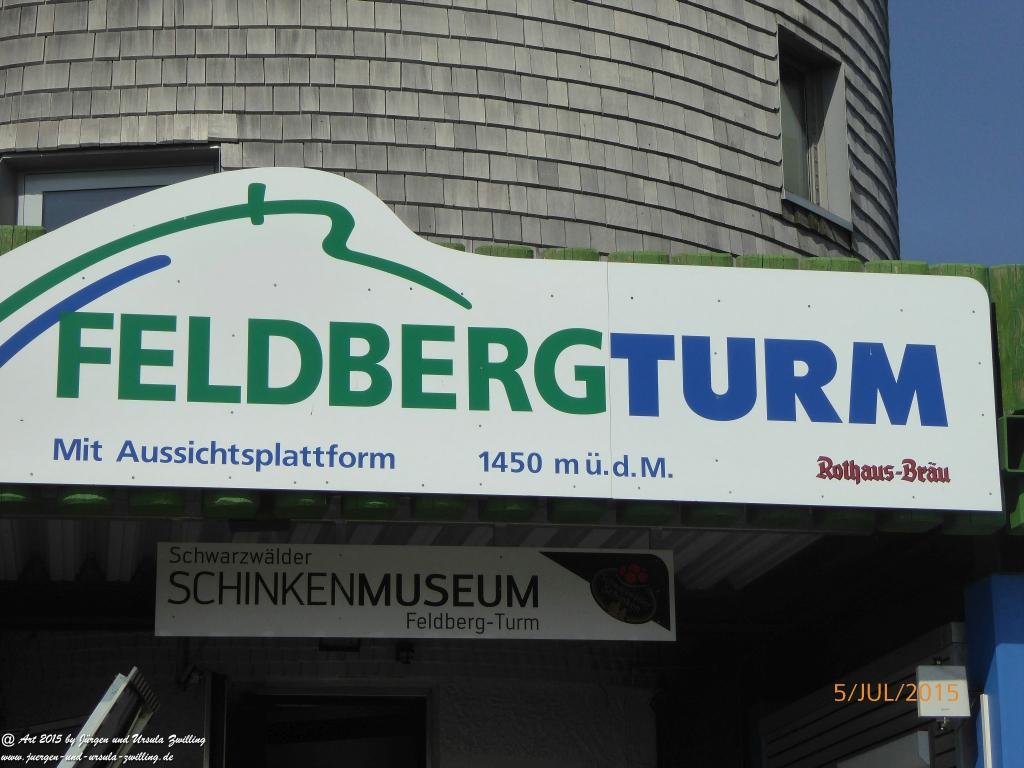 FELDBERGTURM
Mit Aussichtsplattform 1450 m ü.d.M.
Rothaus-Bräu
Schwarzwälder
SCHINKENMUSEUM
Feldberg-Turm
5/JUL/2015
@ Art 2015 by Jürgen und Ursula Zwilling
www.juergen-und-ursula-zwilling.de